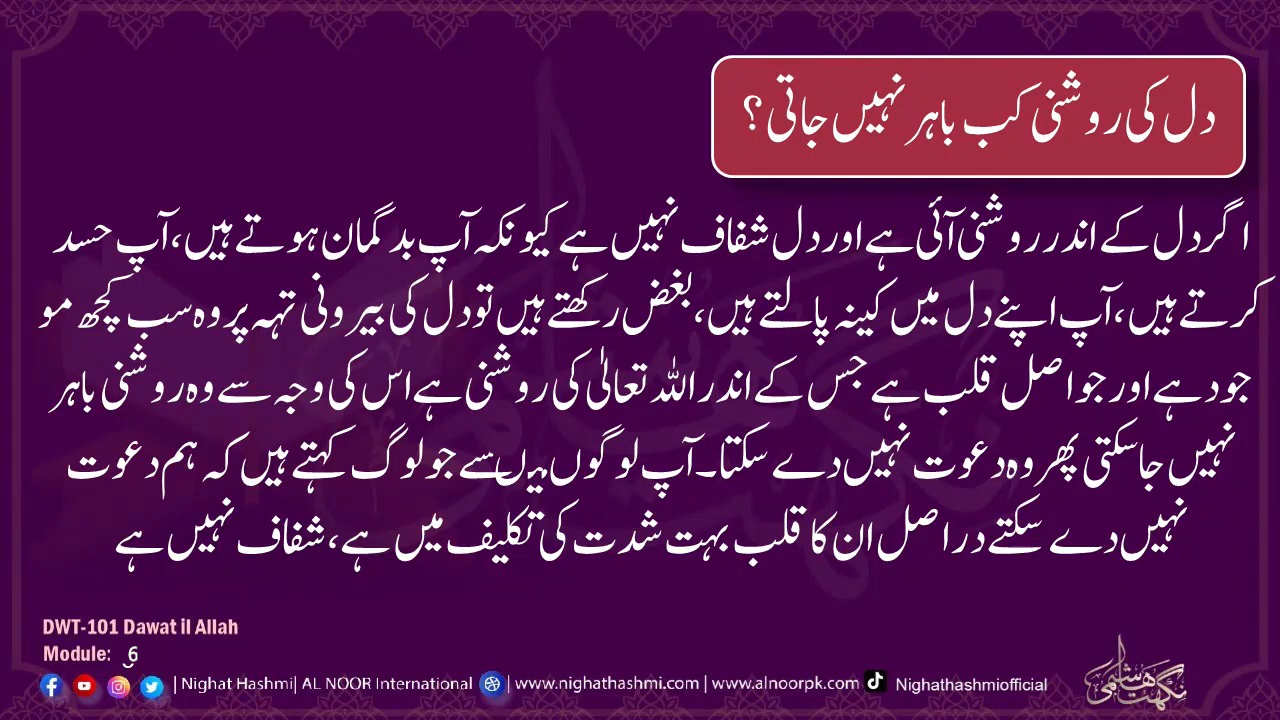 دل کی روشنی کب باہر نہیں جاتی؟
اگر دل کے اندر روشنی آئی ہے اور دل شفاف نہیں ہے کیونکہ آپ بدگمان ہوتے ہیں، آپ حسد
کرتے ہیں، آپ اپنے دل میں کینہ پالتے ہیں، بغض رکھتے ہیں تو دل کی بیرونی تہہ پر وہ سب کچھ مو
جود ہے اور جو اصل قلب ہے جس کے اندر اللہ تعالٰی کی روشنی ہے اس کی وجہ سے وہ روشنی باہر
نہیں جا سکتی پھر وہ دعوت نہیں دے سکتا۔ آپ لوگوں میں سے جو لوگ کہتے ہیں کہ ہم دعوت
نہیں دے سکتے دراصل ان کا قلب بہت شدت کی تکلیف میں ہے، شفاف نہیں ہے
DWT-101 Dawat il Allah
Module: 6
| Nighat Hashmi| AL NOOR International | www.nighathashmi.com | www.alnoorpk.com Nighathashmiofficial
نگہت ہاشمی